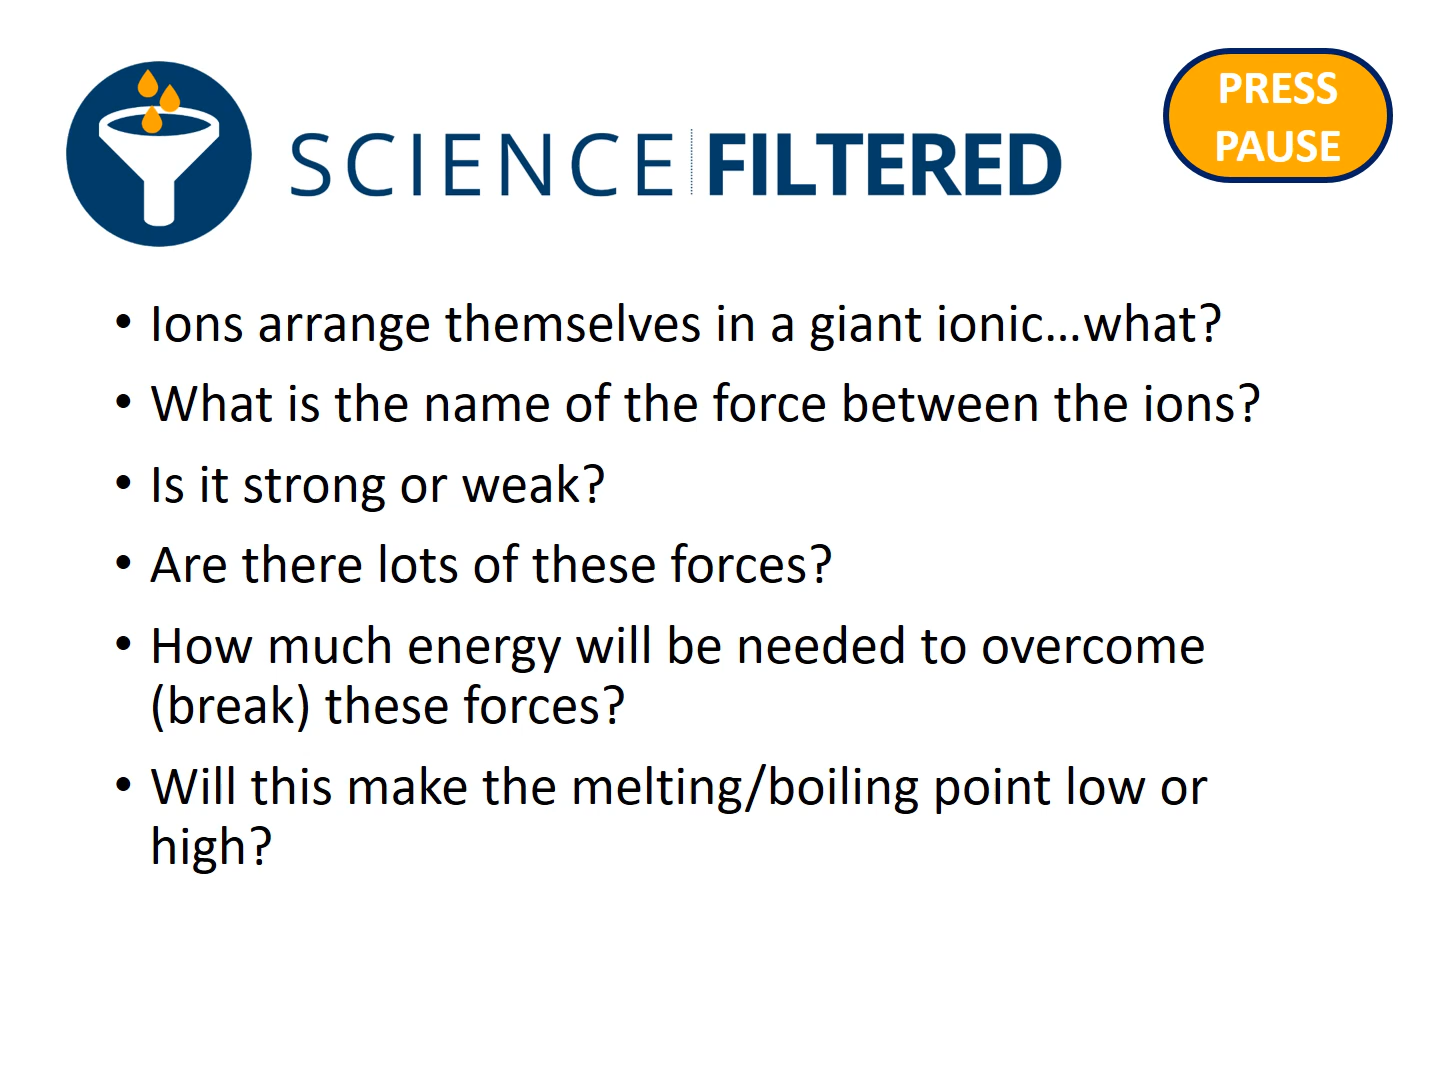 SCIENCE FILTERED
PRESS
PAUSE
• Ions arrange themselves in a giant ionic...what?
• What is the name of the force between the ions?
• Is it strong or weak?
• Are there lots of these forces?
• How much energy will be needed to overcome
(break) these forces?
• Will this make the melting/boiling point low or
high?